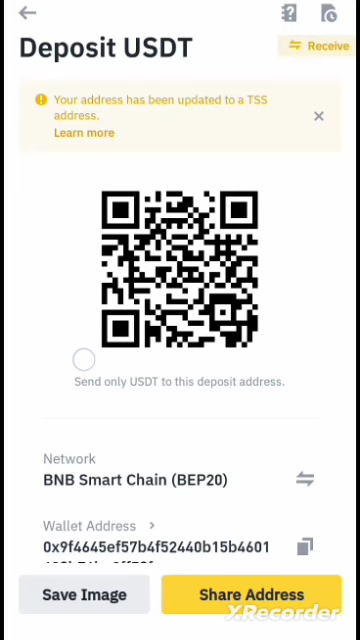 Deposit USDT
Receive
Your address has been updated to a TSS
address.
Learn more
Send only USDT to this deposit address.
Network
BNB Smart Chain (BEP20)
Wallet Address
0x9f4645ef57b4f52440b15b4601
Save Image
Share Address
XRecorder